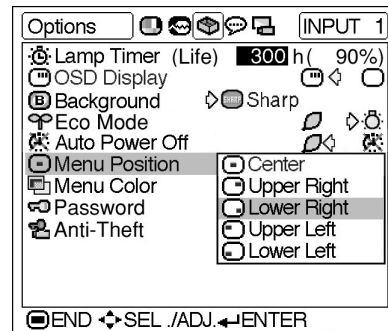 Options INPUT 1
Lamp Timer (Life) 300 h( 90%)
OSD Display
B Background SHARP Sharp
Eco Mode
Auto Power Off
Menu Position
Center
Menu Color
Upper Right
Password
Lower Right
Anti-Theft
Upper Left
Lower Left
END SEL ./ADJ. ENTER